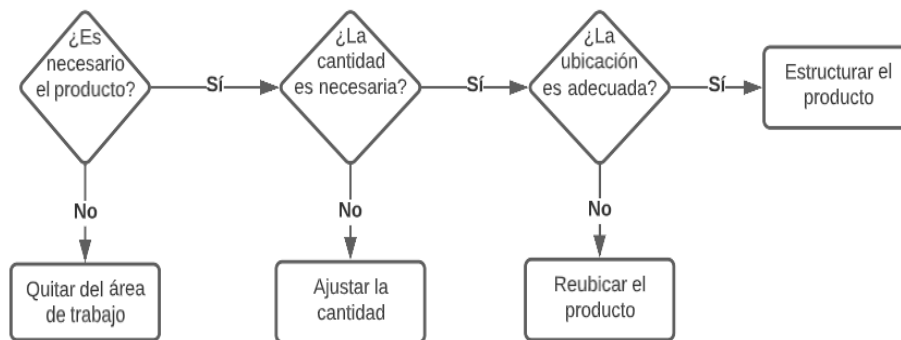 ¿Es
necesario
el producto?
Sí
¿La
cantidad
es necesaria?
Sí
¿La
ubicación
es adecuada?
Sí
Estructurar el
producto
No
No
No
Quitar del área
de trabajo
Ajustar la
cantidad
Reubicar el
producto